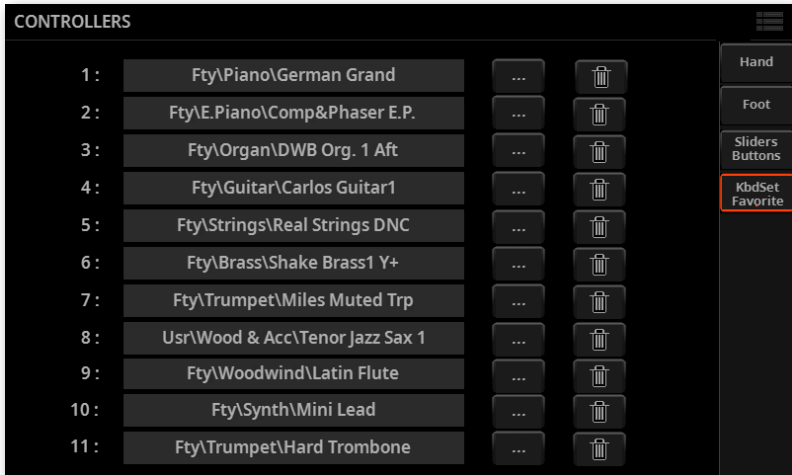 CONTROLLERS
1 : Fty\Piano\German Grand ...
2 : Fty\E.Piano\Comp&Phaser E.P. ...
3 : Fty\Organ\DWB Org. 1 Aft ...
4 : Fty\Guitar\Carlos Guitar1 ...
5 : Fty\Strings\Real Strings DNC ...
6 : Fty\Brass\Shake Brass1 Y+ ...
7 : Fty\Trumpet\Miles Muted Trp ...
8 : Usr\Wood & Acc\Tenor Jazz Sax 1 ...
9 : Fty\Woodwind\Latin Flute ...
10 : Fty\Synth\Mini Lead ...
11 : Fty\Trumpet\Hard Trombone ...
Hand
Foot
Sliders
Buttons
KbdSet
Favorite